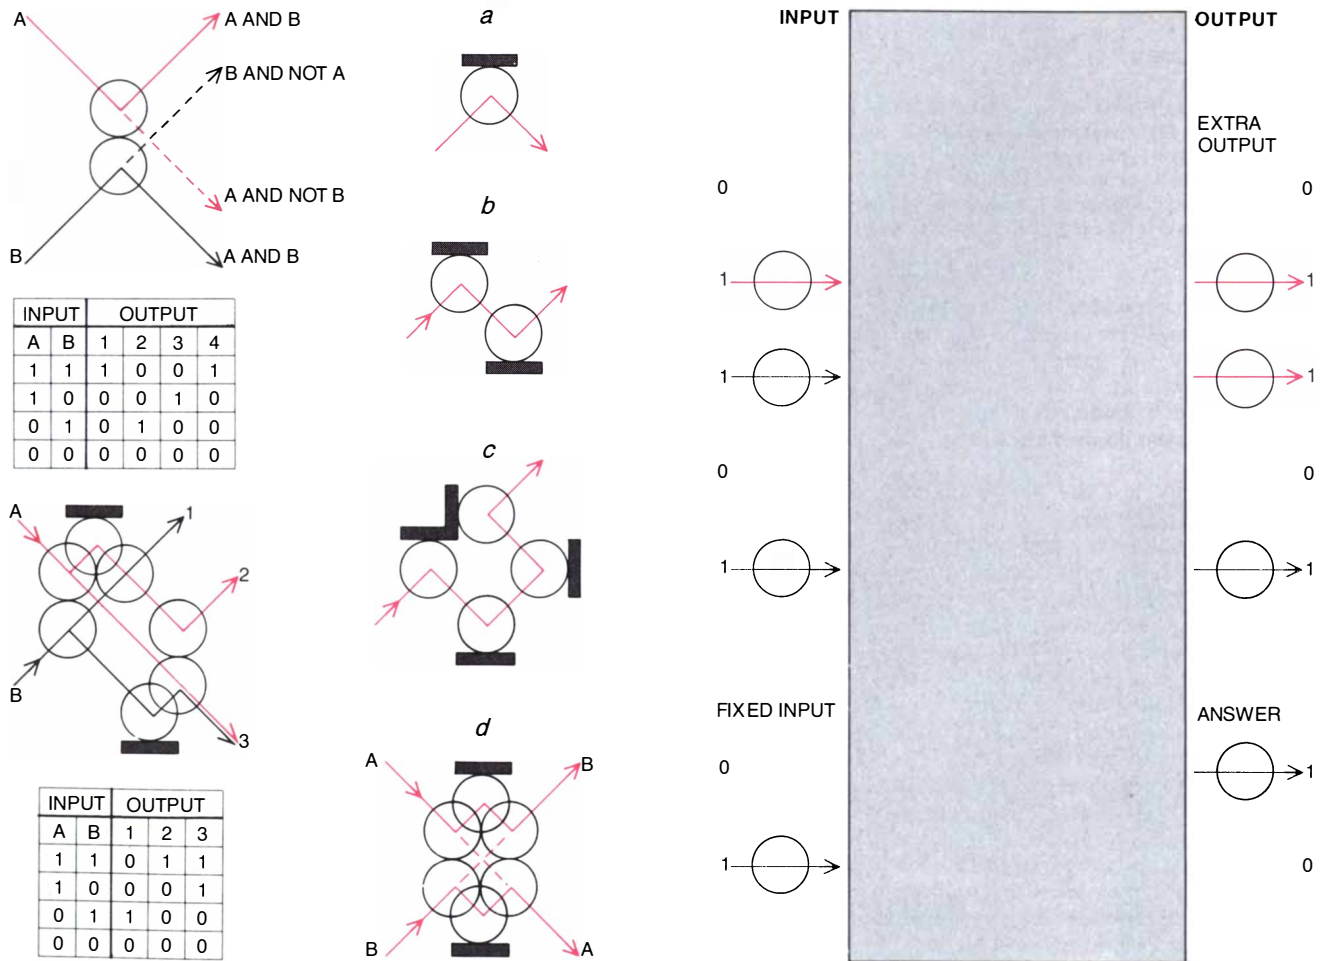 A
A AND B
B AND NOT A
A AND NOT B
B
A AND B
INPUT OUTPUT
A B 1 2 3 4
1 1 1 0 0 1
1 0 0 0 1 0
0 1 0 1 0 0
0 0 0 0 0 0
A
1
2
B
3
INPUT OUTPUT
A B 1 2 3
1 1 0 1 1
1 0 0 0 1
0 1 1 0 0
0 0 0 0 0
a
b
c
d
A
B
B
A
INPUT
0
1
1
0
1
FIXED INPUT
0
1
OUTPUT
EXTRA
OUTPUT
0
1
1
0
1
ANSWER
1
0